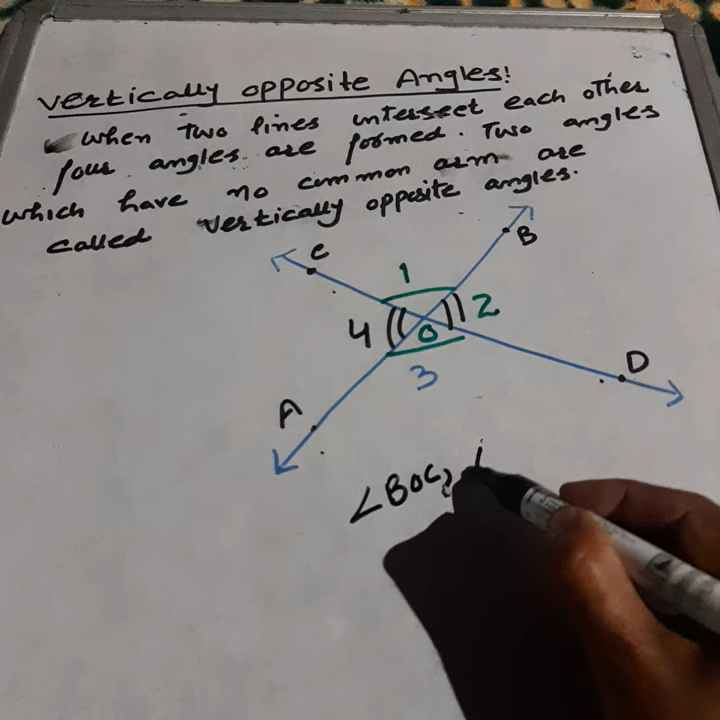 Vertically opposite Angles!
when two lines intersect each other
four angles are formed. Two angles
which have no common arm are
called vertically opposite angles.
C
B
1
4
2
O
3
D
A
∠BOC,